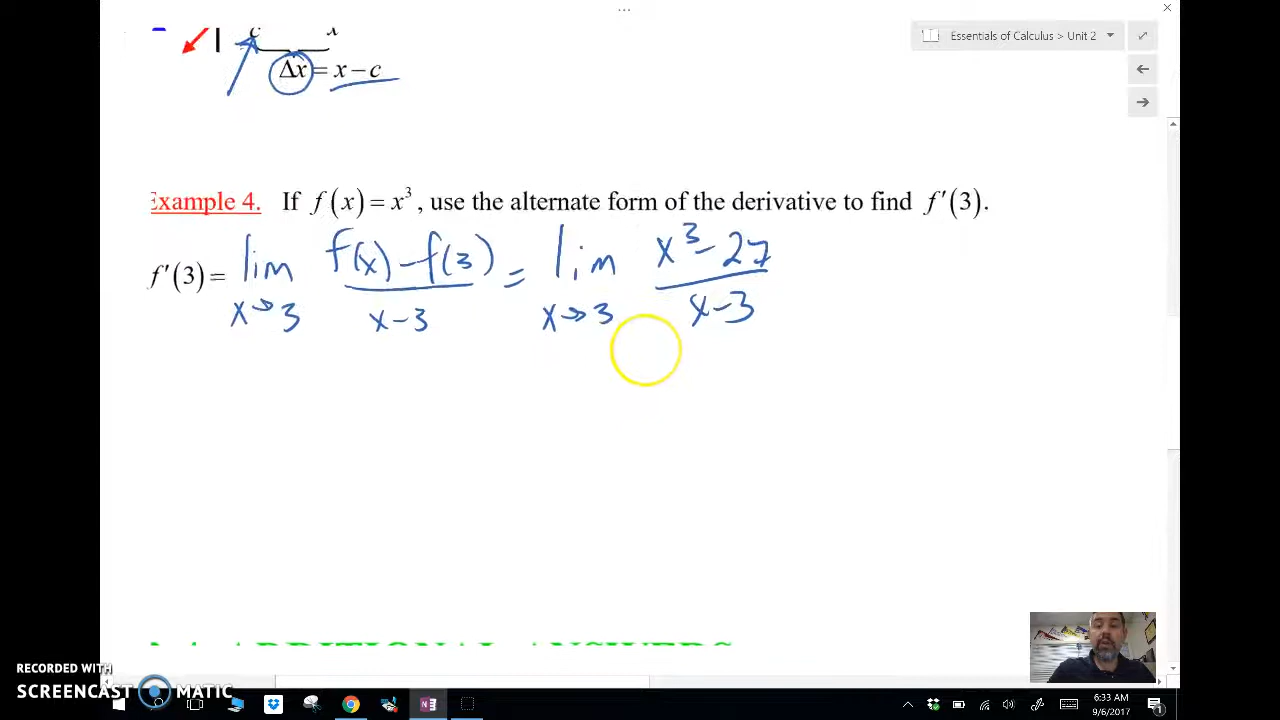 c x
Δx = x − c
Essentials of Calculus > Unit 2
Example 4. If f(x) = x³, use the alternate form of the derivative to find f′(3).
f′(3) = lim x→3 f(x) − f(3) / x − 3 = lim x→3 x³ − 27 / x − 3
ADDITIONAL ANSWERS
RECORDED WITH
SCREENCAST MATIC
6:33 AM
9/6/2017